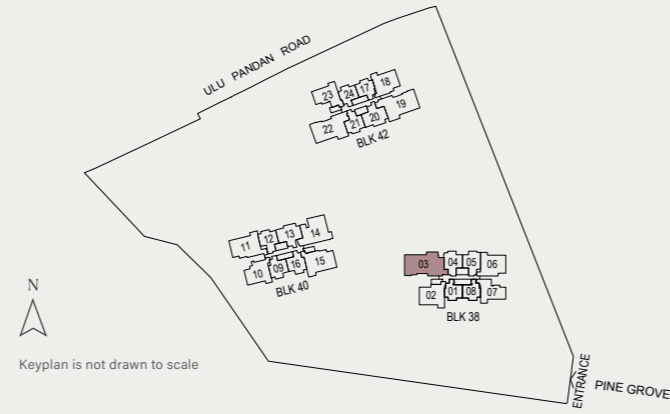 ULU PANDAN ROAD
23 24 17 18
22 21 20 19
BLK 42
11 12 13 14
10 09 16 15
BLK 40
03 04 05 06
02 01 08 07
BLK 38
N
Keyplan is not drawn to scale
ENTRANCE
PINE GROVE